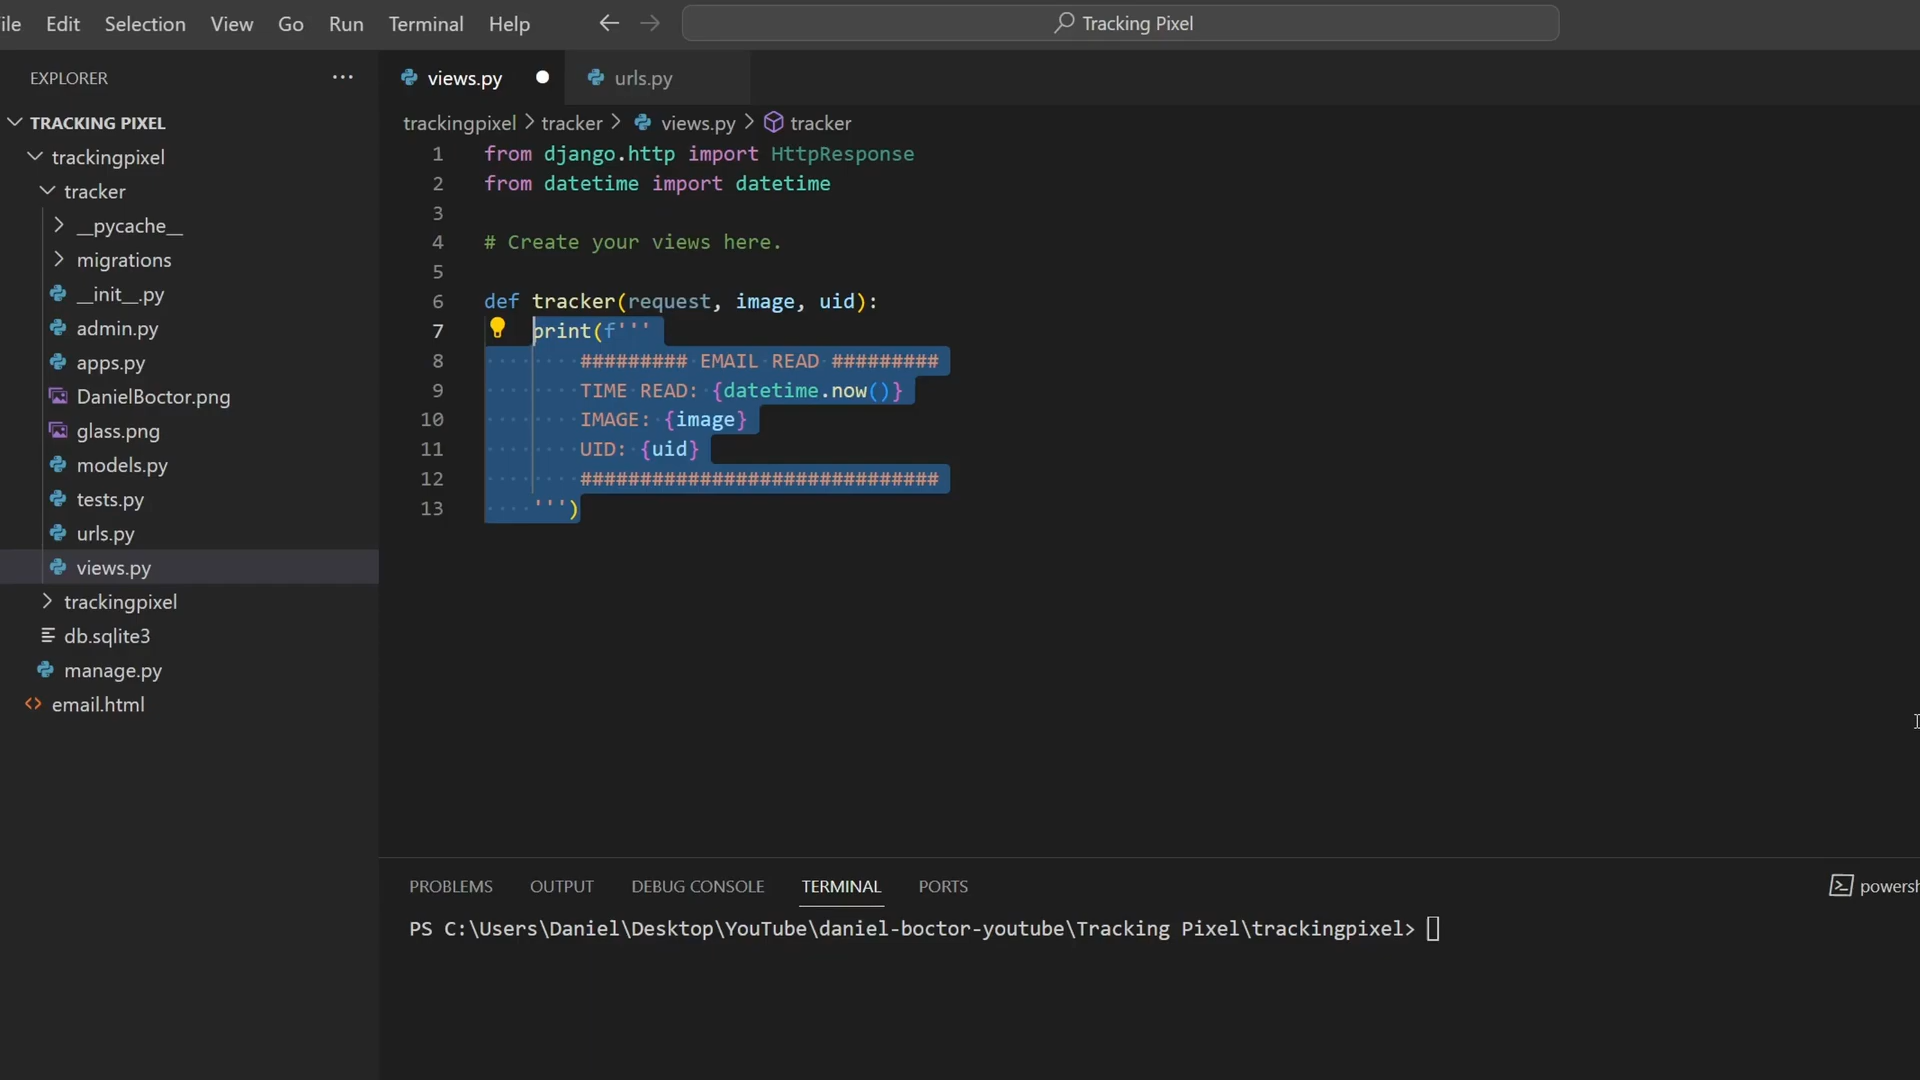 ile Edit Selection View Go Run Terminal Help
Tracking Pixel
EXPLORER
TRACKING PIXEL
trackingpixel
tracker
__pycache__
migrations
__init__.py
admin.py
apps.py
DanielBoctor.png
glass.png
models.py
tests.py
urls.py
views.py
trackingpixel
db.sqlite3
manage.py
email.html
views.py
urls.py
trackingpixel > tracker > views.py > tracker
1 from django.http import HttpResponse
2 from datetime import datetime
3
4 # Create your views here.
5
6 def tracker(request, image, uid):
7 print(f'''
8 ######### EMAIL READ #########
9 TIME READ: {datetime.now()}
10 IMAGE: {image}
11 UID: {uid}
12 ##############################
13 ''')
PROBLEMS OUTPUT DEBUG CONSOLE TERMINAL PORTS
powersh
PS C:\Users\Daniel\Desktop\YouTube\daniel-boctor-youtube\Tracking Pixel\trackingpixel>